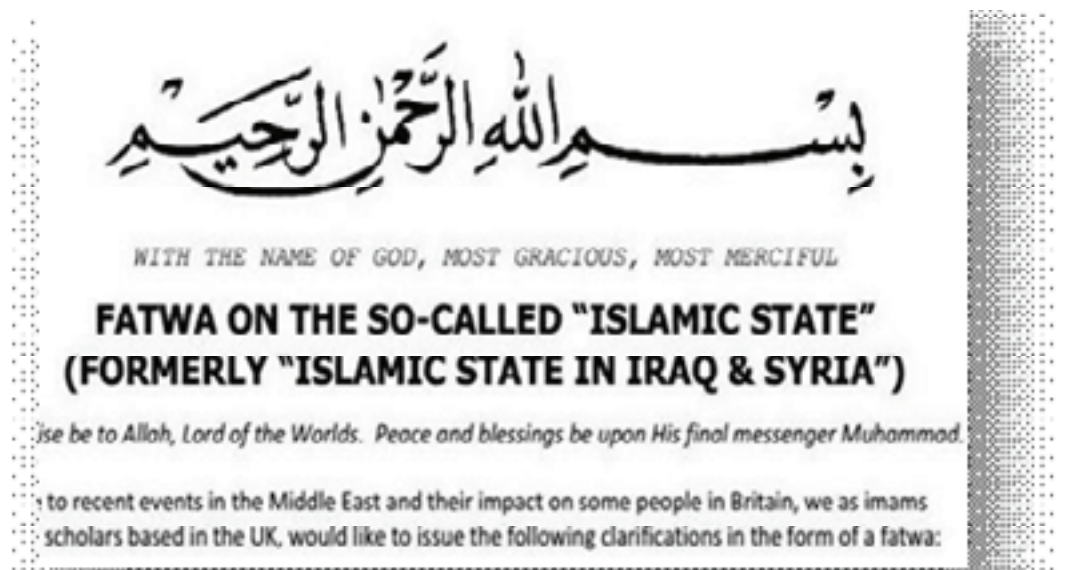 بِسْمِ اللهِ الرَّحْمٰنِ الرَّحِيمِ
WITH THE NAME OF GOD, MOST GRACIOUS, MOST MERCIFUL
FATWA ON THE SO-CALLED “ISLAMIC STATE”
(FORMERLY “ISLAMIC STATE IN IRAQ & SYRIA”)
ise be to Allah, Lord of the Worlds. Peace and blessings be upon His final messenger Muhammad.
to recent events in the Middle East and their impact on some people in Britain, we as imams
scholars based in the UK, would like to issue the following clarifications in the form of a fatwa: